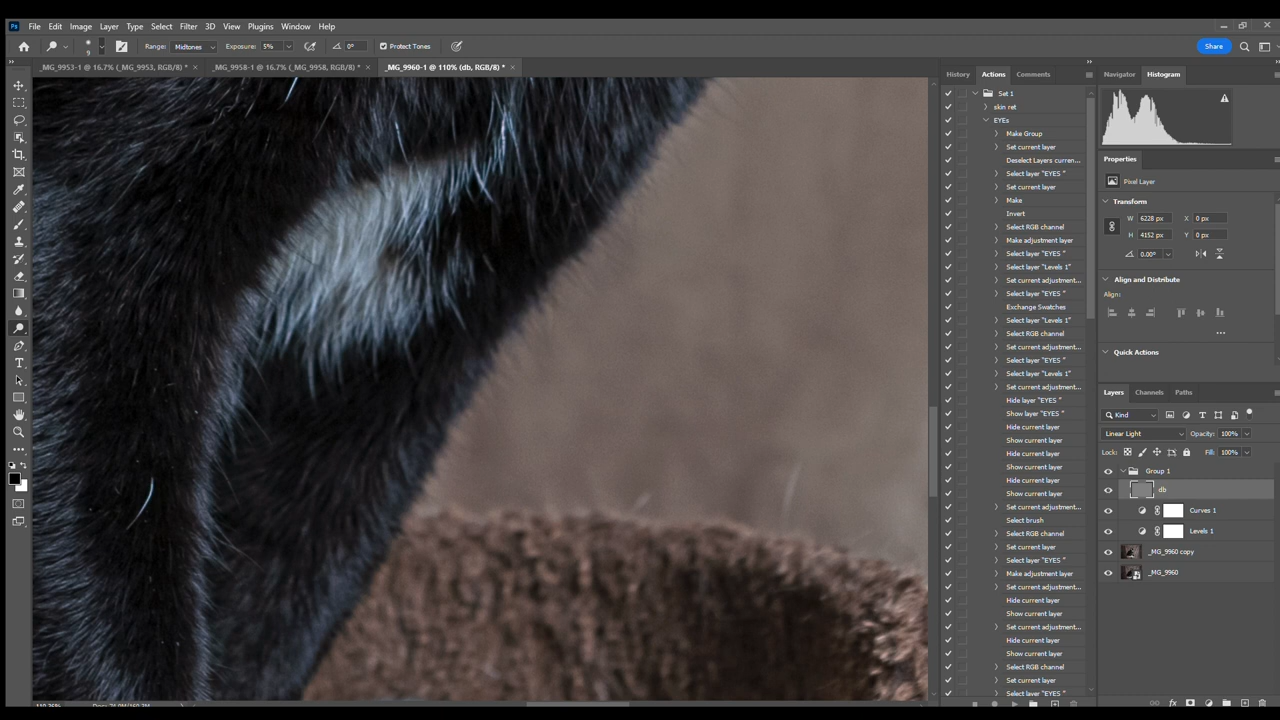 Ps File Edit Image Layer Type Select Filter 3D View Plugins Window Help
9 Range: Midtones Exposure: 5% 0° Protect Tones Share
_MG_9953-1 @ 16.7% (_MG_9953, RGB/8) * × _MG_9958-1 @ 16.7% (_MG_9958, RGB/8) * × _MG_9960-1 @ 110% (db, RGB/8) * ×
History Actions Comments
Set 1
skin ret
EYEs
Make Group
Set current layer
Deselect Layers curren...
Select layer "EYES "
Set current layer
Make
Invert
Select RGB channel
Make adjustment layer
Select layer "EYES "
Select layer "Levels 1"
Set current adjustment...
Select layer "EYES "
Exchange Swatches
Select layer "Levels 1"
Select RGB channel
Set current adjustment...
Select layer "EYES "
Select layer "Levels 1"
Set current adjustment...
Hide layer "EYES "
Show layer "EYES "
Hide current layer
Show current layer
Hide current layer
Show current layer
Hide current layer
Show current layer
Set current adjustment...
Select brush
Select RGB channel
Set current layer
Select layer "EYES "
Make adjustment layer
Set current adjustment...
Hide current layer
Show current layer
Set current adjustment...
Hide current layer
Show current layer
Select RGB channel
Set current layer
Select layer "EYES "
Navigator Histogram
Properties
Pixel Layer
Transform
W 6228 px X 0 px
H 4152 px Y 0 px
0.00°
Align and Distribute
Align:
Quick Actions
Layers Channels Paths
Kind
Linear Light Opacity: 100%
Lock: Fill: 100%
Group 1
db
Curves 1
Levels 1
_MG_9960 copy
_MG_9960